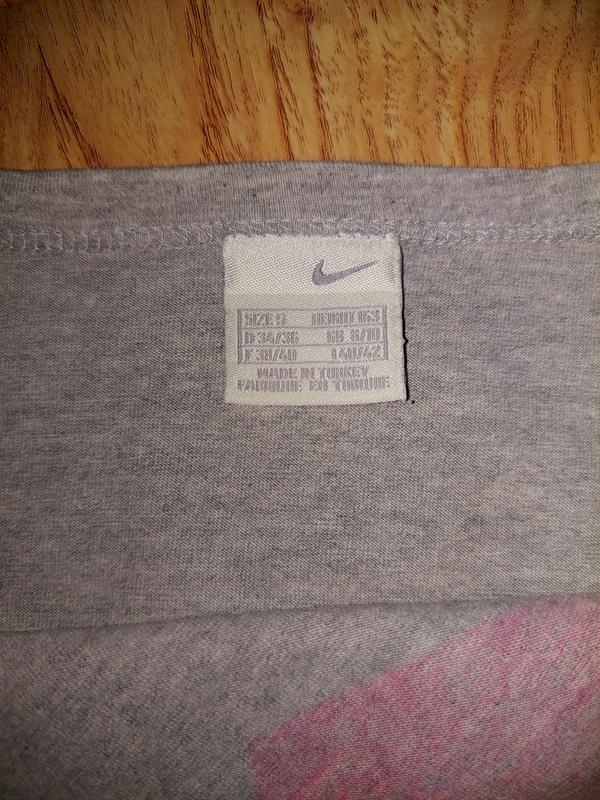 SIZE S HEIGHT 163
D 34/36 GB 8/10
F 38/40 I 40/42
MADE IN TURKEY
FABRIQUE EN TURQUIE